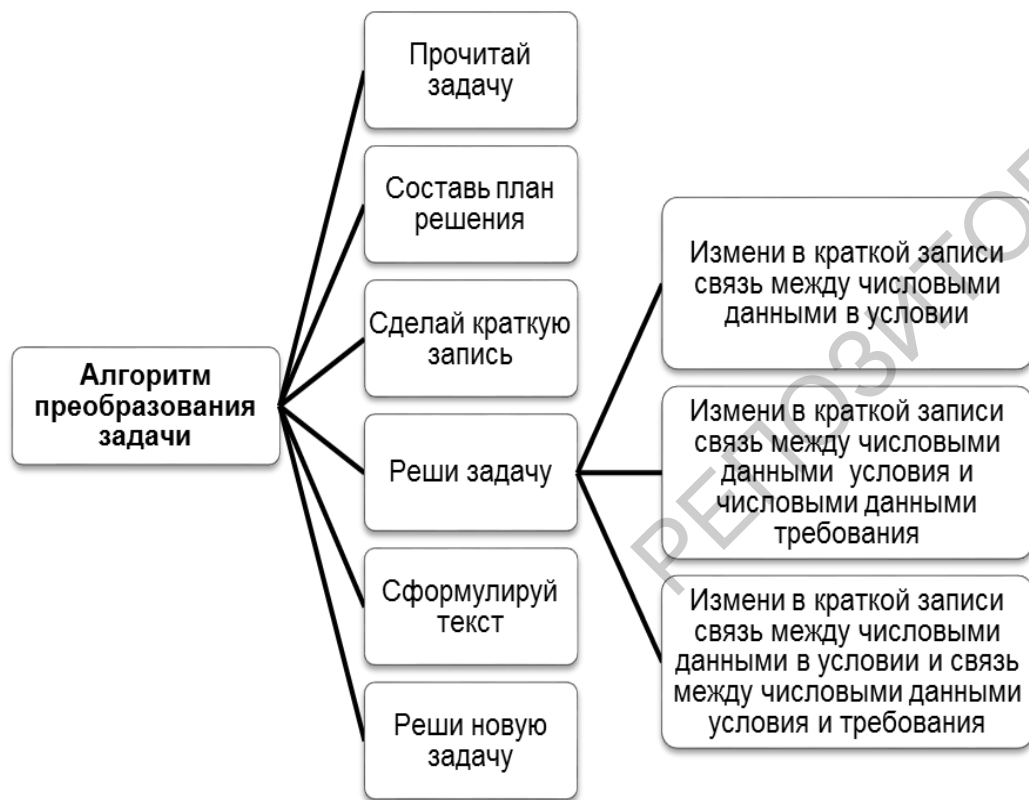 Алгоритм
преобразования
задачи
Прочитай
задачу
Составь план
решения
Сделай краткую
запись
Реши задачу
Сформулируй
текст
Реши новую
задачу
Измени в краткой записи
связь между числовыми
данными в условии
Измени в краткой записи
связь между числовыми
данными условия и
числовыми данными
требования
Измени в краткой записи
связь между числовыми
данными в условии и связь
между числовыми данными
условия и требования